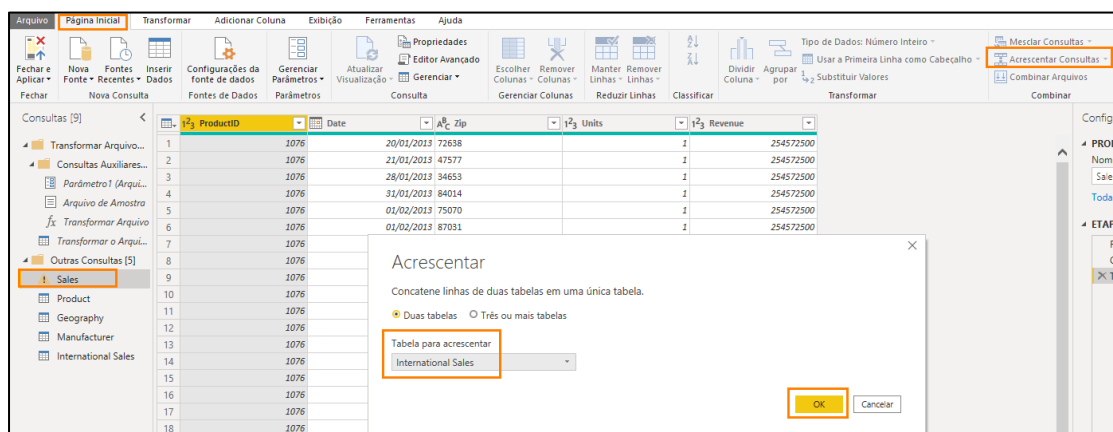 Arquivo Página Inicial Transformar Adicionar Coluna Exibição Ferramentas Ajuda
Fechar e Aplicar
Nova Fonte
Fontes Recentes
Inserir Dados
Configurações da fonte de dados
Gerenciar Parâmetros
Atualizar Visualização
Propriedades
Editor Avançado
Gerenciar
Escolher Colunas
Remover Colunas
Manter Linhas
Remover Linhas
Dividir Coluna
Agrupar por
Tipo de Dados: Número Inteiro
Usar a Primeira Linha como Cabeçalho
Substituir Valores
Mesclar Consultas
Acrescentar Consultas
Combinar Arquivos
Fechar Nova Consulta Fontes de Dados Parâmetros Consulta Gerenciar Colunas Reduzir Linhas Classificar Transformar Combinar
Consultas [9]
Transformar Arquivo...
Consultas Auxiliares...
Parâmetro1 (Arqui...
Arquivo de Amostra
fx Transformar Arquivo
Transformar o Arqui...
Outras Consultas [5]
Sales
Product
Geography
Manufacturer
International Sales
1²3 ProductID Date ABC Zip 1²3 Units 1²3 Revenue
1 1076 20/01/2013 72638 1 254572500
2 1076 21/01/2013 47577 1 254572500
3 1076 28/01/2013 34653 1 254572500
4 1076 31/01/2013 84014 1 254572500
5 1076 01/02/2013 75070 1 254572500
6 1076 01/02/2013 87031 1 254572500
7 1076
8 1076
9 1076
10 1076
11 1076
12 1076
13 1076
14 1076
15 1076
16 1076
17 1076
18 1076
Acrescentar
Concatene linhas de duas tabelas em uma única tabela.
Duas tabelas Três ou mais tabelas
Tabela para acrescentar
International Sales
OK Cancelar
Config
PROI
Nom
Sale
Toda
ETAP